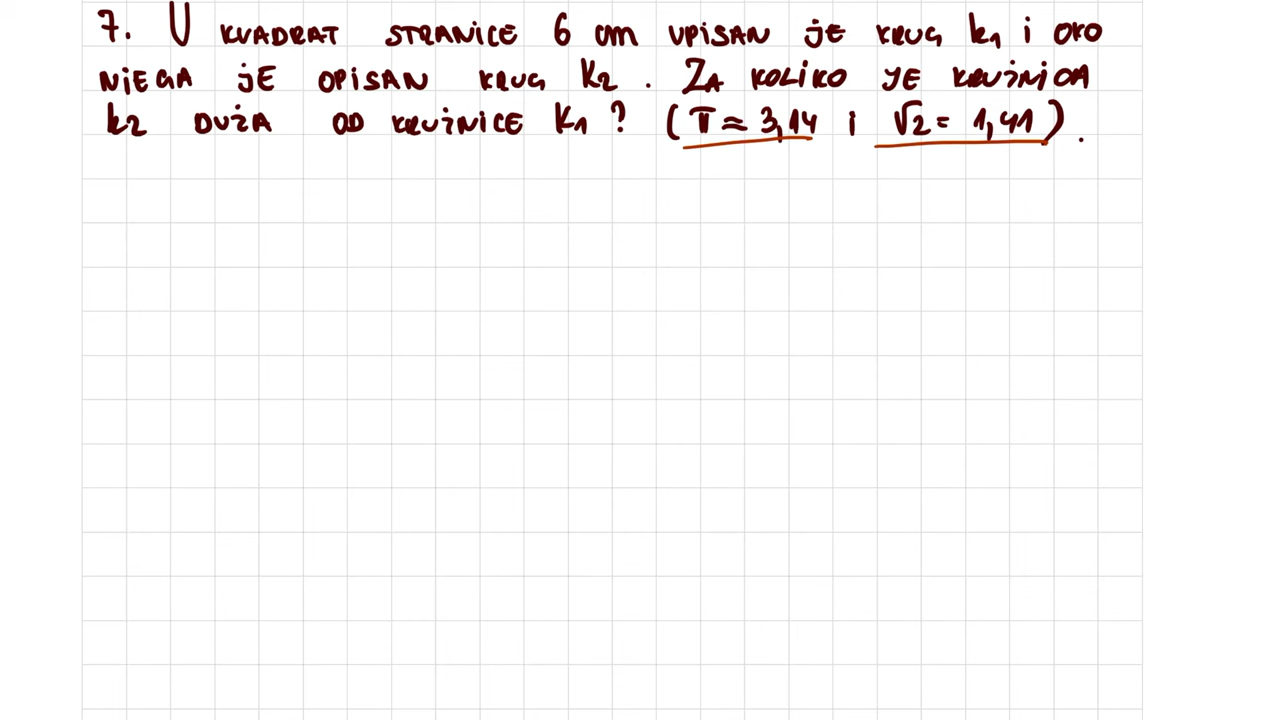 7. U KVADRAT STRANICE 6 cm UPISAN JE KRUG k₁ I OKO
NJEGA JE OPISAN KRUG K₂. ZA KOLIKO JE KRUŽNICA
k₂ DUŽA OD KRUŽNICE K₁? (π ≈ 3,14 i √2 = 1,41).